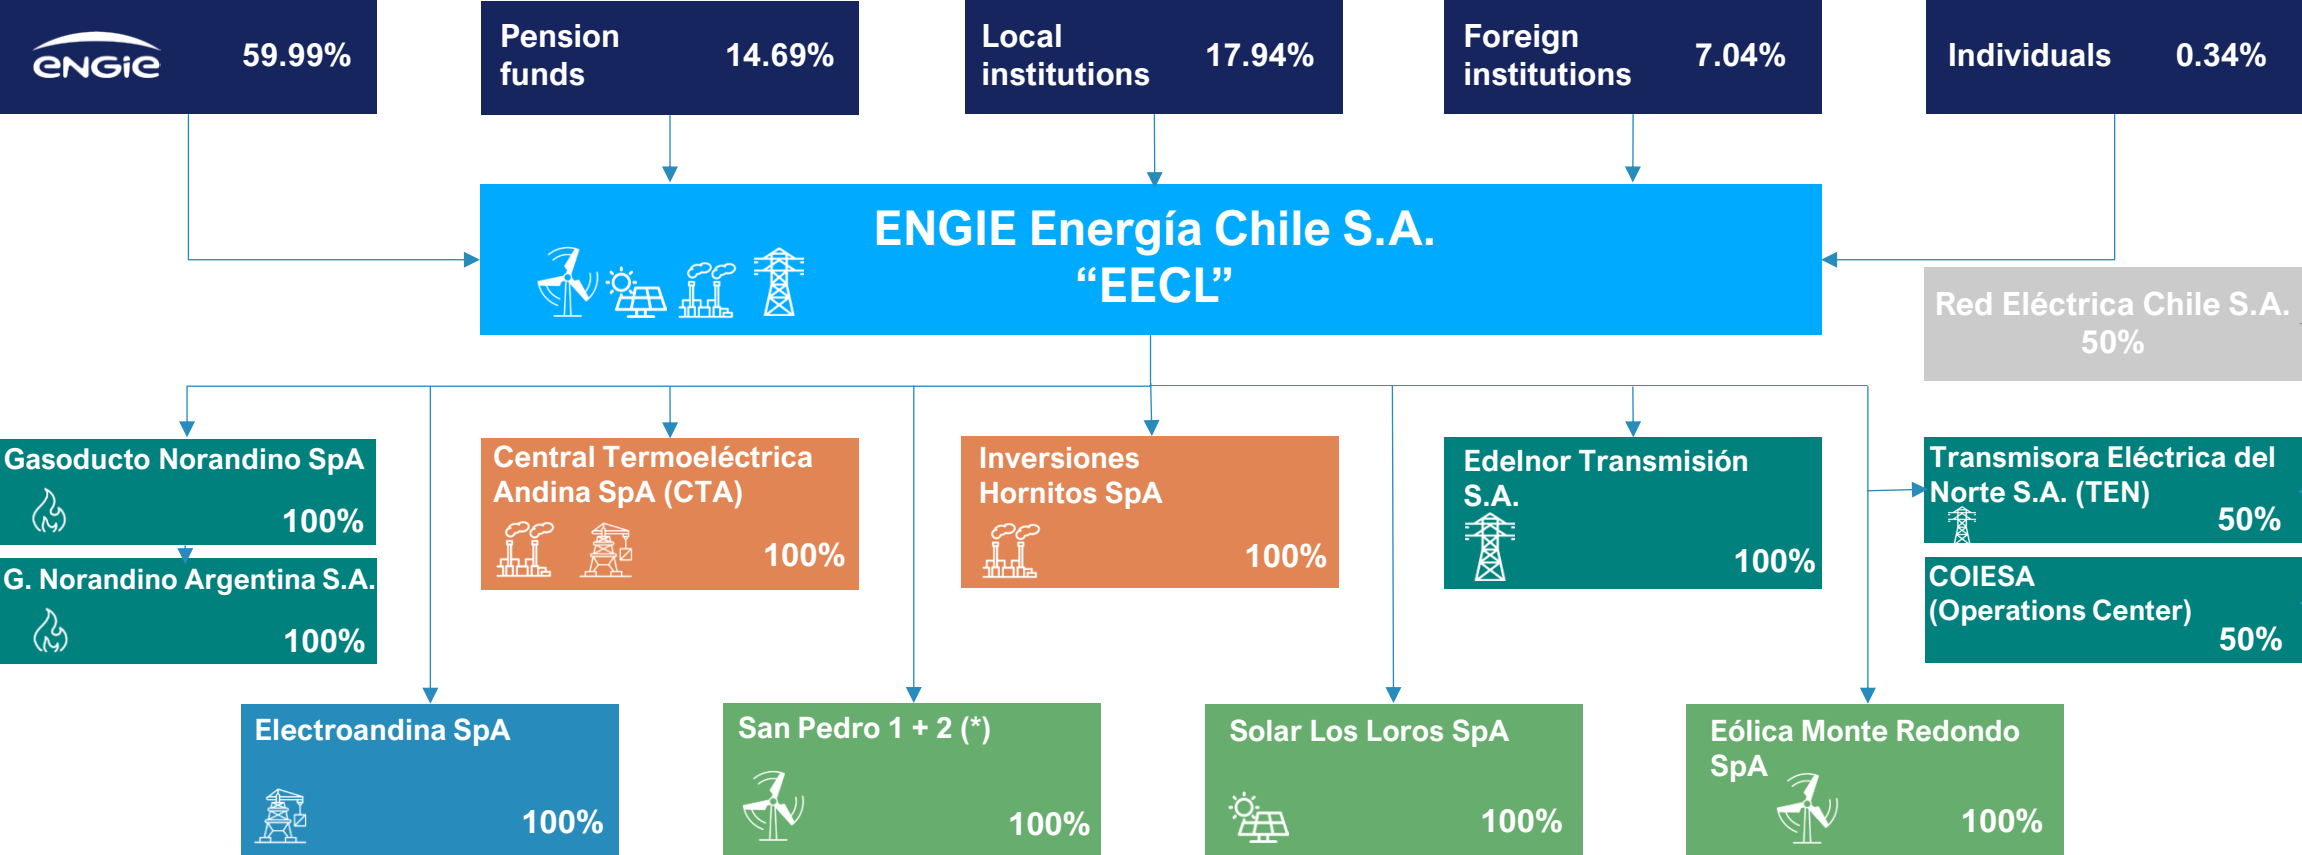 ENGIE
59.99%
Pension
funds
14.69%
Local
institutions
17.94%
Foreign
institutions
7.04%
Individuals
0.34%
ENGIE Energía Chile S.A.
“EECL”
Red Eléctrica Chile S.A.
50%
Gasoducto Norandino SpA
100%
G. Norandino Argentina S.A.
100%
Central Termoeléctrica
Andina SpA (CTA)
100%
Inversiones
Hornitos SpA
100%
Edelnor Transmisión
S.A.
100%
Transmisora Eléctrica del
Norte S.A. (TEN)
50%
COIESA
(Operations Center)
50%
Electroandina SpA
100%
San Pedro 1 + 2 (*)
100%
Solar Los Loros SpA
100%
Eólica Monte Redondo
SpA
100%